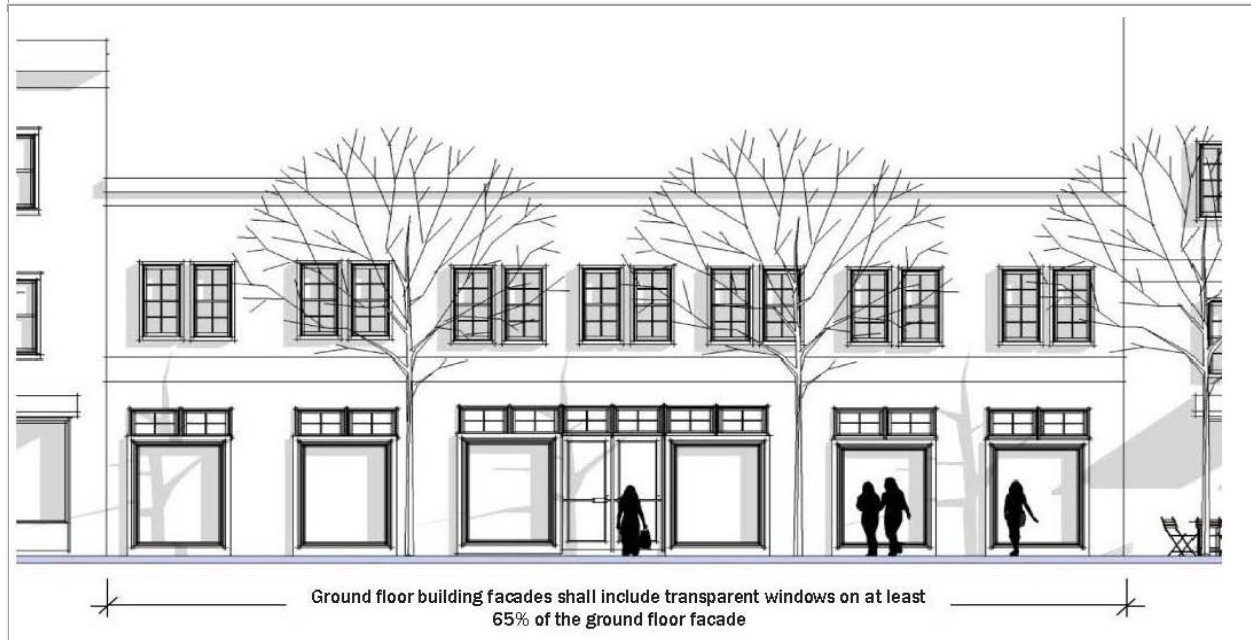 Ground floor building facades shall include transparent windows on at least
65% of the ground floor facade